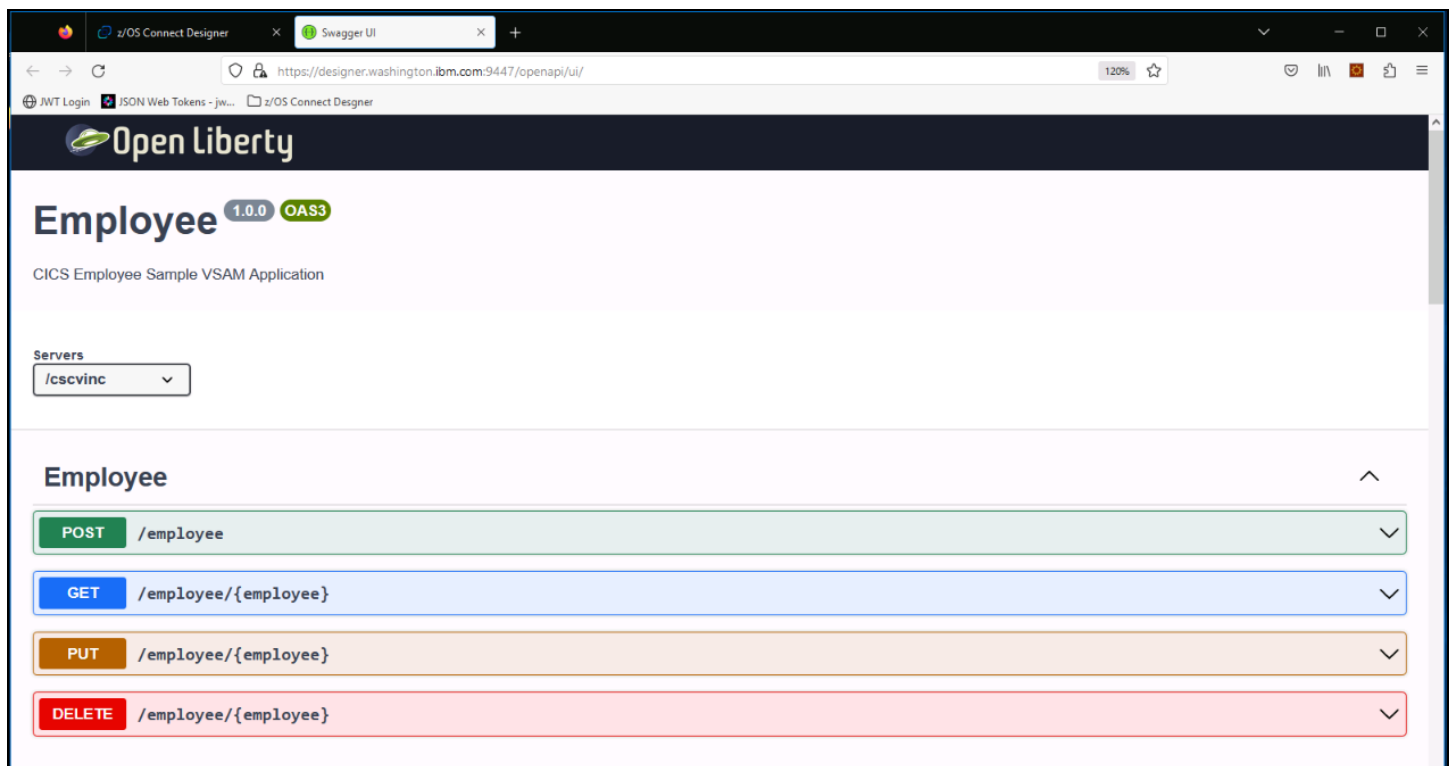 z/OS Connect Designer
Swagger UI
https://designer.washington.ibm.com:9447/openapi/ui/
120%
JWT Login
JSON Web Tokens - jw...
z/OS Connect Desgner
Open Liberty
Employee 1.0.0 OAS3
CICS Employee Sample VSAM Application
Servers
/cscvinc
Employee
POST /employee
GET /employee/{employee}
PUT /employee/{employee}
DELETE /employee/{employee}